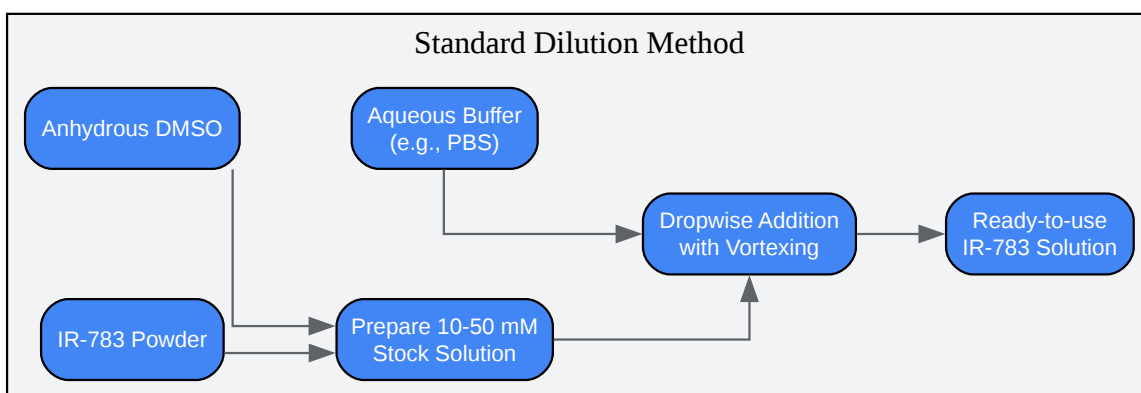 Standard Dilution Method
Anhydrous DMSO
Aqueous Buffer
(e.g., PBS)
Dropwise Addition
with Vortexing
Ready-to-use
IR-783 Solution
IR-783 Powder
Prepare 10-50 mM
Stock Solution